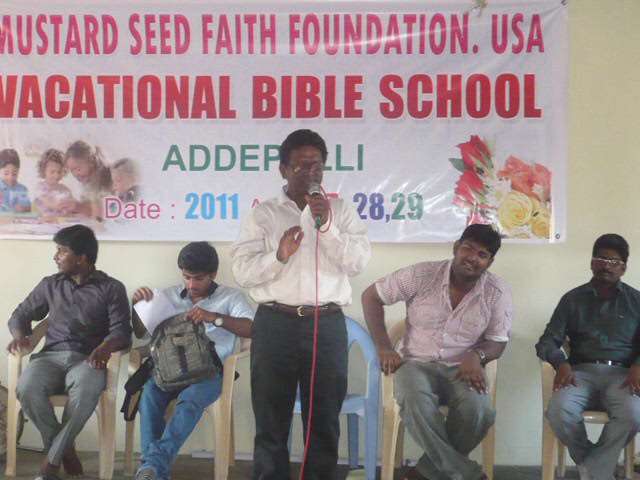 MUSTARD SEED FAITH FOUNDATION. USA
VACATIONAL BIBLE SCHOOL
Date : 2011 28,29